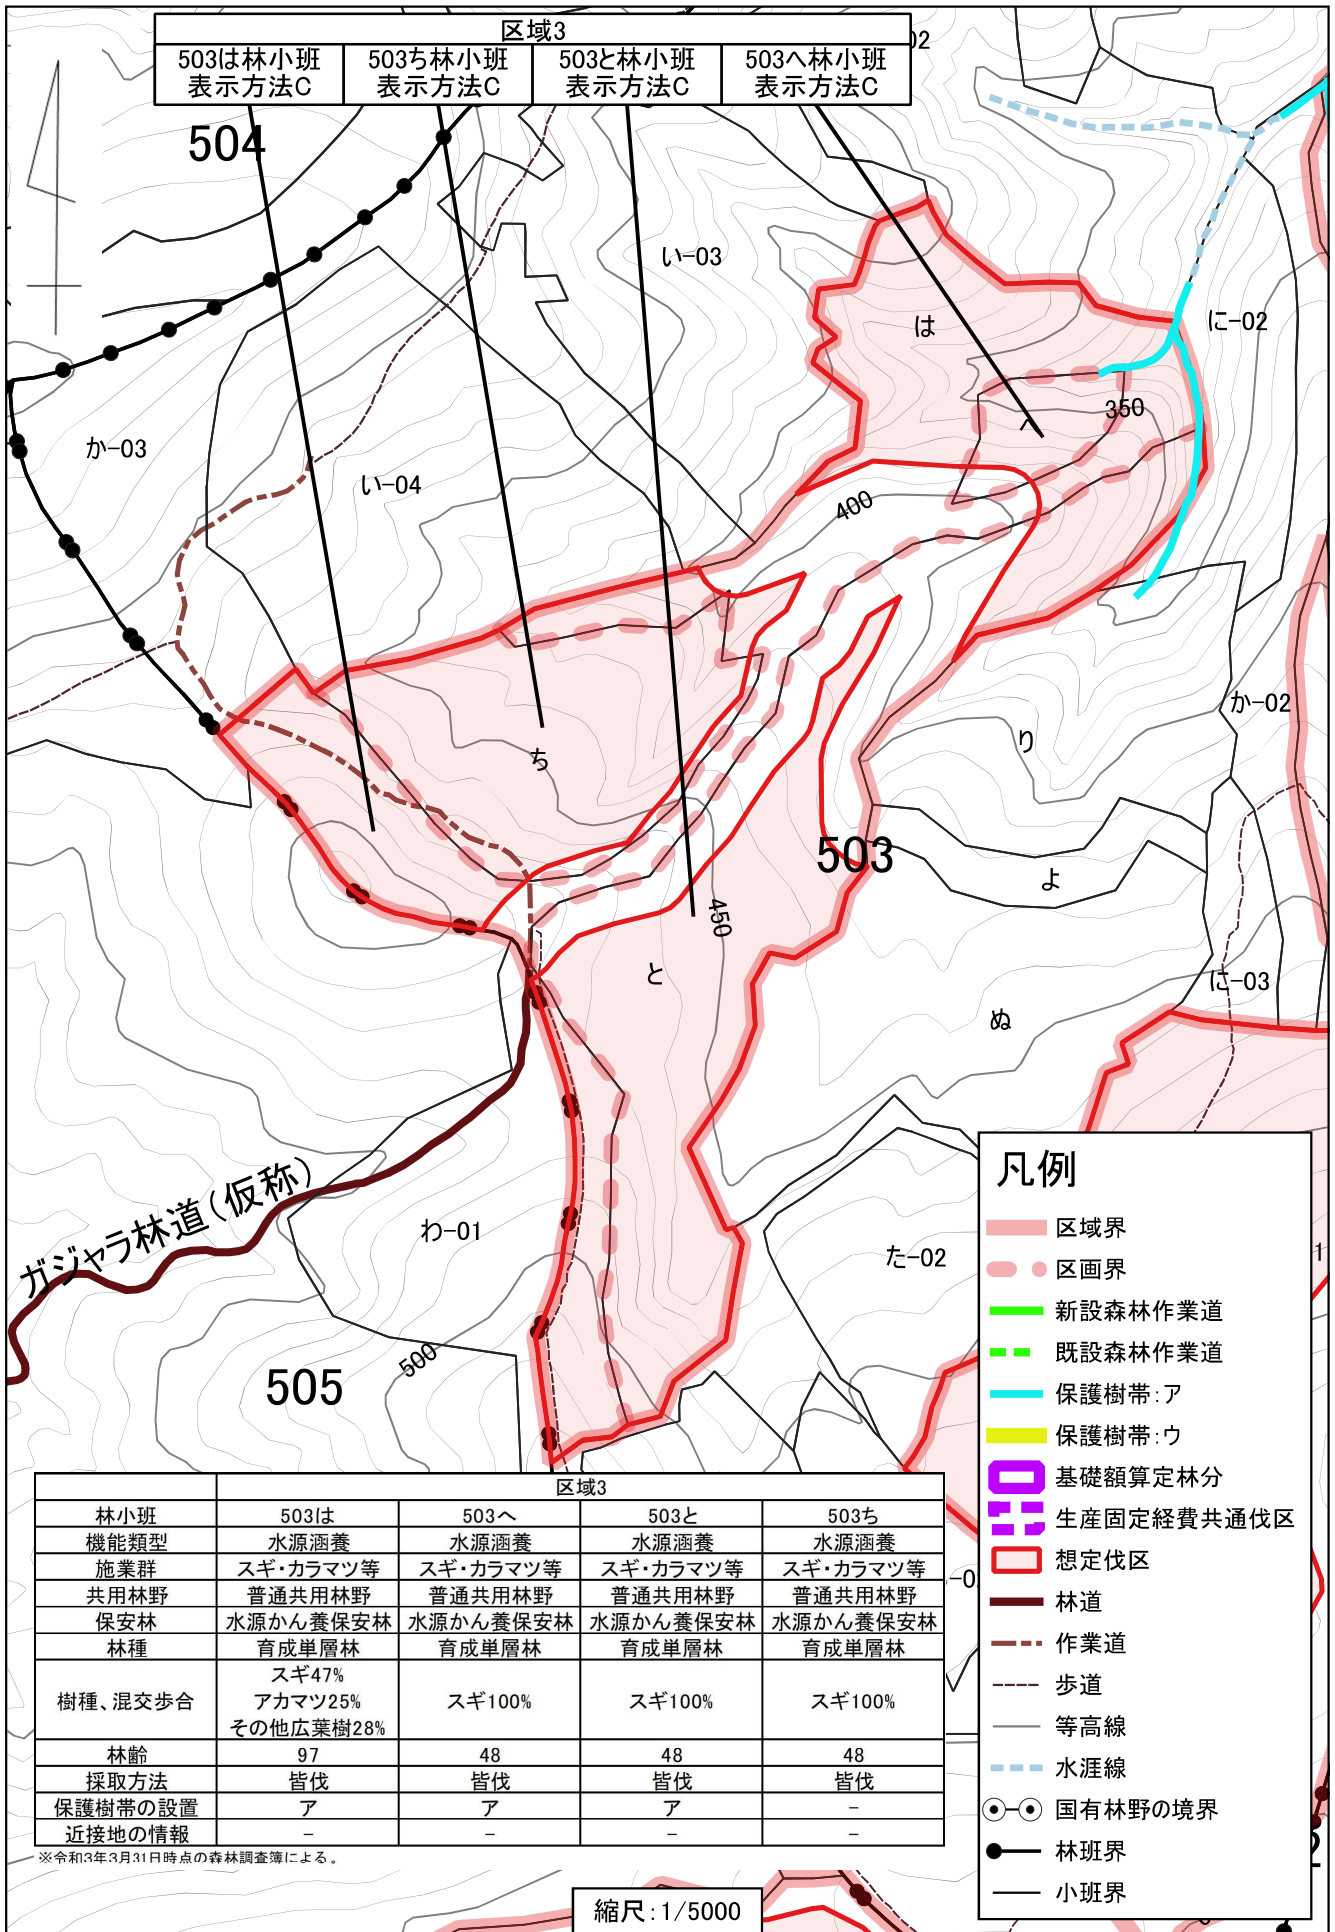 区域3
503は林小班 503ち林小班 503と林小班 503へ林小班
表示方法C 表示方法C 表示方法C 表示方法C
02
504
い-03
に-02
は
350
へ
か-03
い-04
400
か-02
り
ち
503
よ
450
と
に-03
ぬ
ガジャラ林道(仮称)
わ-01
た-02
505
500
凡例
区域界
区画界
新設森林作業道
既設森林作業道
保護樹帯:ア
保護樹帯:ウ
基礎額算定林分
生産固定経費共通伐区
想定伐区
林道
作業道
歩道
等高線
水涯線
国有林野の境界
林班界
小班界
1
-0
2
区域3
林小班 503は 503へ 503と 503ち
機能類型 水源涵養 水源涵養 水源涵養 水源涵養
施業群 スギ・カラマツ等 スギ・カラマツ等 スギ・カラマツ等 スギ・カラマツ等
共用林野 普通共用林野 普通共用林野 普通共用林野 普通共用林野
保安林 水源かん養保安林 水源かん養保安林 水源かん養保安林 水源かん養保安林
林種 育成単層林 育成単層林 育成単層林 育成単層林
樹種、混交歩合 スギ47% アカマツ25% その他広葉樹28% スギ100% スギ100% スギ100%
林齢 97 48 48 48
採取方法 皆伐 皆伐 皆伐 皆伐
保護樹帯の設置 ア ア ア -
近接地の情報 - - - -
※令和3年3月31日時点の森林調査簿による。
縮尺:1/5000